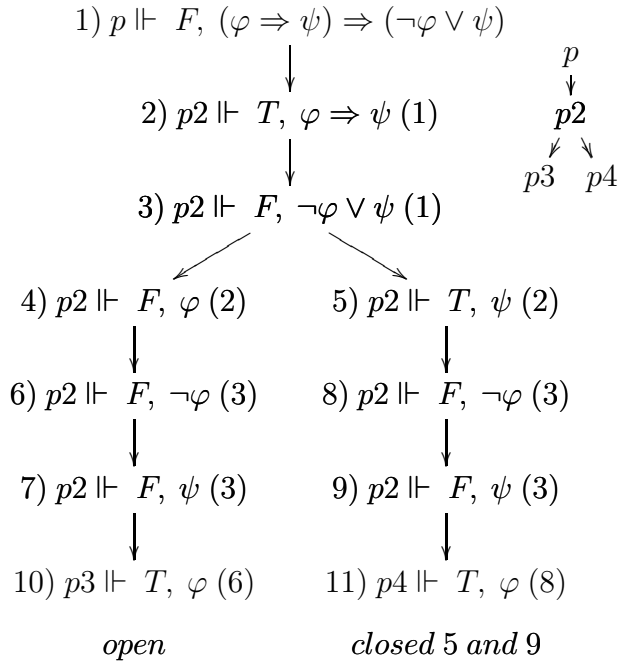 1) p ⊩ F, (φ ⇒ ψ) ⇒ (¬φ ∨ ψ)
p
2) p2 ⊩ T, φ ⇒ ψ (1)
p2
p3 p4
3) p2 ⊩ F, ¬φ ∨ ψ (1)
4) p2 ⊩ F, φ (2) 5) p2 ⊩ T, ψ (2)
6) p2 ⊩ F, ¬φ (3) 8) p2 ⊩ F, ¬φ (3)
7) p2 ⊩ F, ψ (3) 9) p2 ⊩ F, ψ (3)
10) p3 ⊩ T, φ (6) 11) p4 ⊩ T, φ (8)
open closed 5 and 9